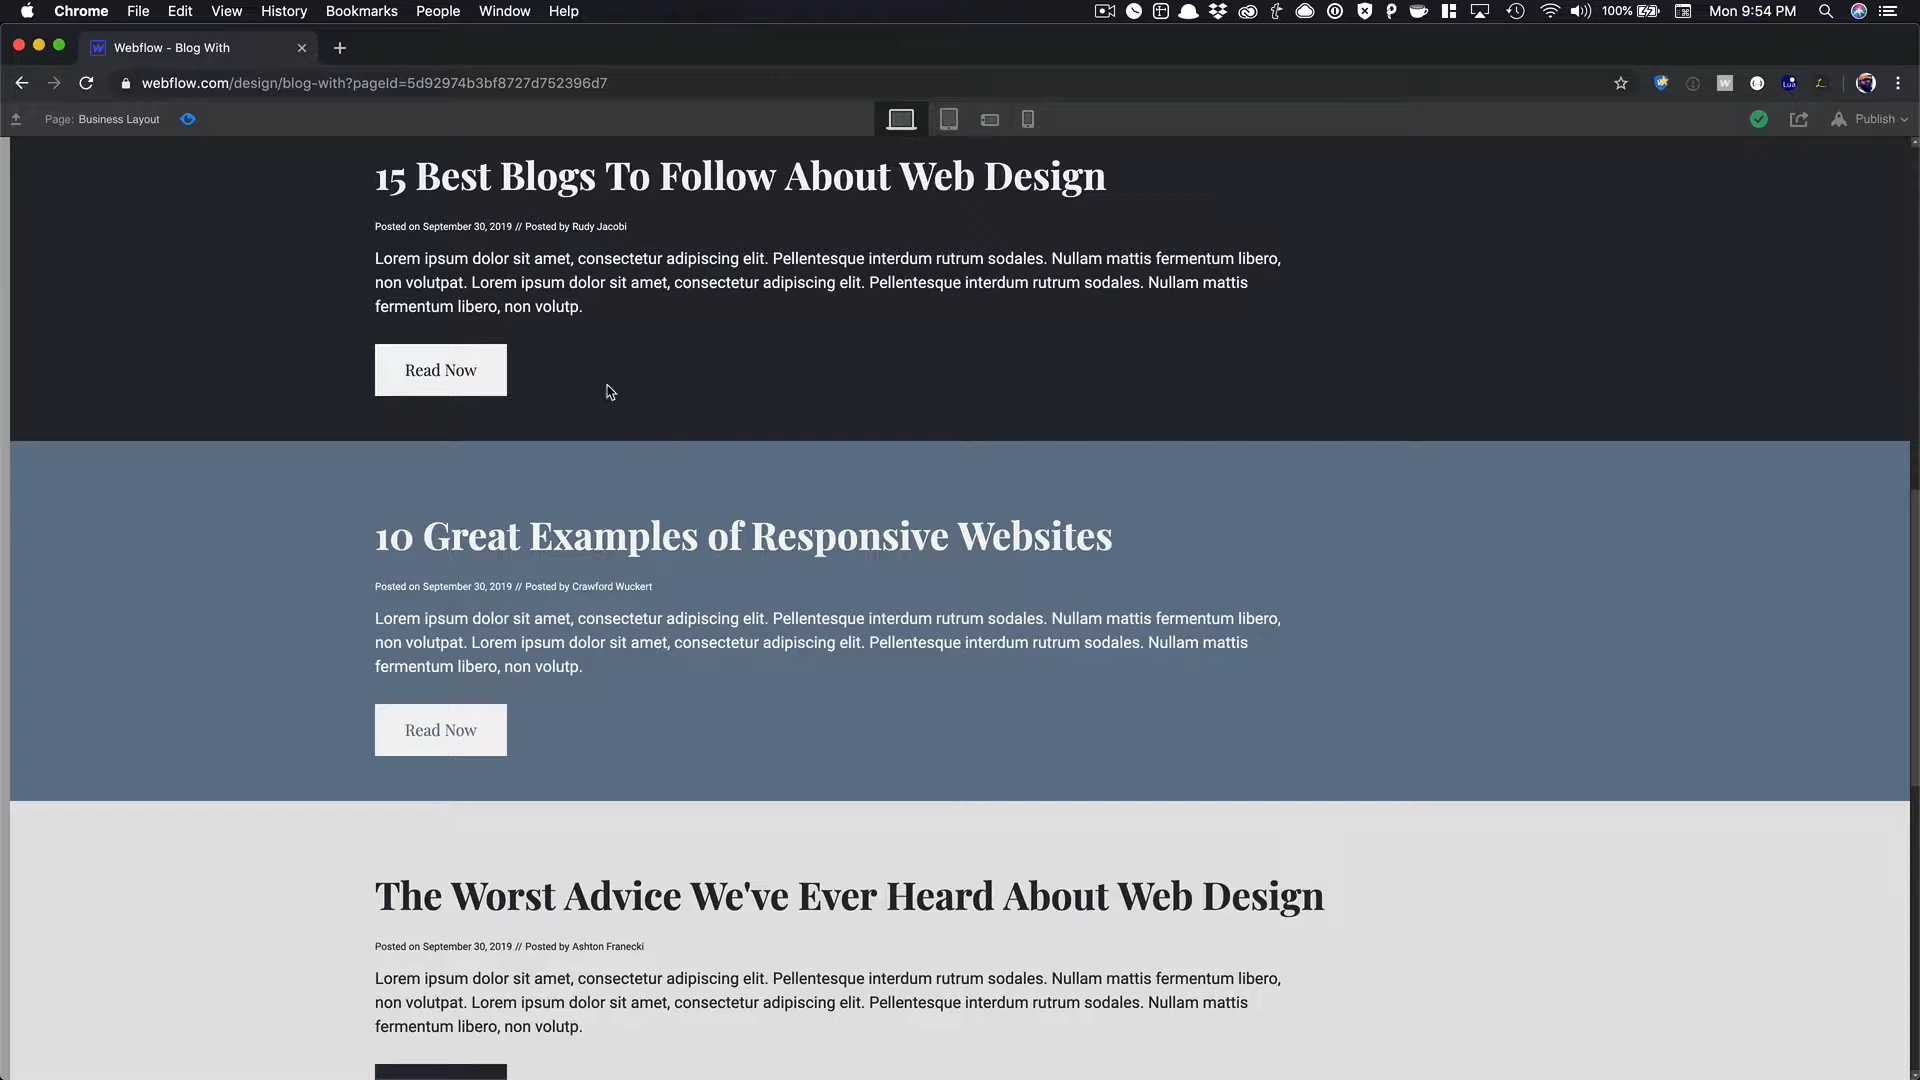 Chrome File Edit View History Bookmarks People Window Help
100% Mon 9:54 PM
Webflow - Blog With
webflow.com/design/blog-with?pageId=5d92974b3bf8727d752396d7
Page: Business Layout
Publish
15 Best Blogs To Follow About Web Design
Posted on September 30, 2019 // Posted by Rudy Jacobi
Lorem ipsum dolor sit amet, consectetur adipiscing elit. Pellentesque interdum rutrum sodales. Nullam mattis fermentum libero,
non volutpat. Lorem ipsum dolor sit amet, consectetur adipiscing elit. Pellentesque interdum rutrum sodales. Nullam mattis
fermentum libero, non volutp.
Read Now
10 Great Examples of Responsive Websites
Posted on September 30, 2019 // Posted by Crawford Wuckert
Lorem ipsum dolor sit amet, consectetur adipiscing elit. Pellentesque interdum rutrum sodales. Nullam mattis fermentum libero,
non volutpat. Lorem ipsum dolor sit amet, consectetur adipiscing elit. Pellentesque interdum rutrum sodales. Nullam mattis
fermentum libero, non volutp.
Read Now
The Worst Advice We've Ever Heard About Web Design
Posted on September 30, 2019 // Posted by Ashton Franecki
Lorem ipsum dolor sit amet, consectetur adipiscing elit. Pellentesque interdum rutrum sodales. Nullam mattis fermentum libero,
non volutpat. Lorem ipsum dolor sit amet, consectetur adipiscing elit. Pellentesque interdum rutrum sodales. Nullam mattis
fermentum libero, non volutp.